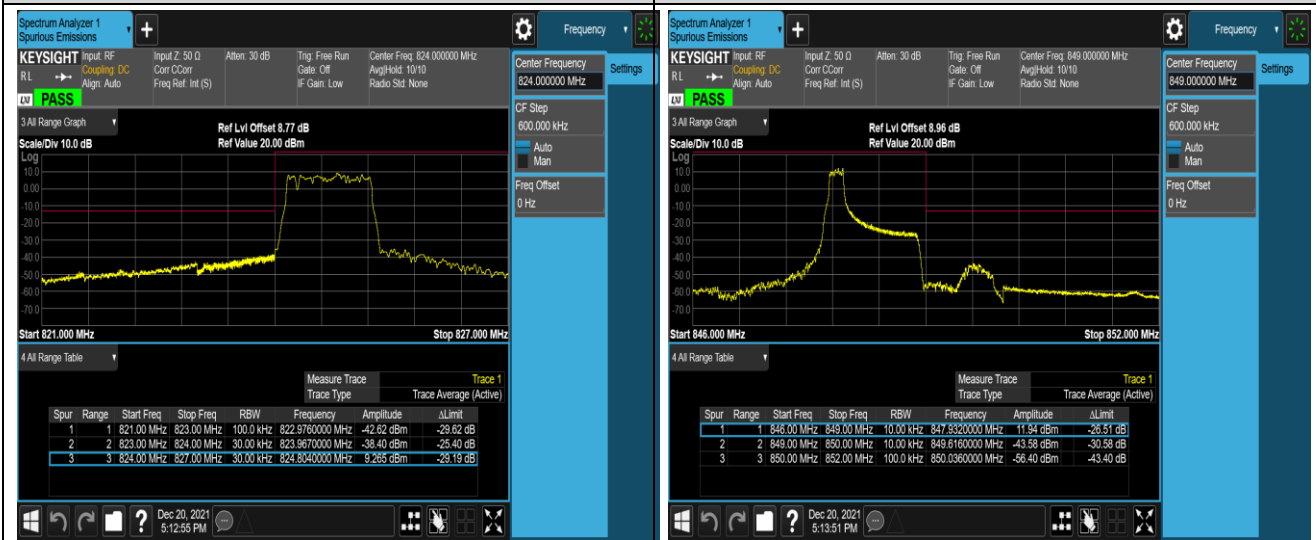 Spectrum Analyzer 1
Spurious Emissions
+
Frequency
KEYSIGHT Input: RF Input Z: 50 Ω Atten: 30 dB Trig: Free Run Center Freq: 824.000000 MHz
RL Coupling: DC Corr CCorr Gate: Off Avg|Hold: 10/10
Align: Auto Freq Ref: Int (S) IF Gain: Low Radio Std: None
LXI PASS
Center Frequency
824.000000 MHz
Settings
CF Step
600.000 kHz
Auto
Man
Freq Offset
0 Hz
3 All Range Graph
Ref Lvl Offset 8.77 dB
Scale/Div 10.0 dB Ref Value 20.00 dBm
Log
10.0
0.00
-10.0
-20.0
-30.0
-40.0
-50.0
-60.0
-70.0
Start 821.000 MHz Stop 827.000 MHz
4 All Range Table
Measure Trace Trace 1
Trace Type Trace Average (Active)
Spur Range Start Freq Stop Freq RBW Frequency Amplitude ΔLimit
1 1 821.00 MHz 823.00 MHz 100.0 kHz 822.9760000 MHz -42.62 dBm -29.62 dB
2 2 823.00 MHz 824.00 MHz 30.00 kHz 823.9670000 MHz -38.40 dBm -25.40 dB
3 3 824.00 MHz 827.00 MHz 30.00 kHz 824.8040000 MHz 9.265 dBm -29.19 dB
? Dec 20, 2021
5:12:55 PM
Spectrum Analyzer 1
Spurious Emissions
+
Frequency
KEYSIGHT Input: RF Input Z: 50 Ω Atten: 30 dB Trig: Free Run Center Freq: 849.000000 MHz
RL Coupling: DC Corr CCorr Gate: Off Avg|Hold: 10/10
Align: Auto Freq Ref: Int (S) IF Gain: Low Radio Std: None
LXI PASS
Center Frequency
849.000000 MHz
Settings
CF Step
600.000 kHz
Auto
Man
Freq Offset
0 Hz
3 All Range Graph
Ref Lvl Offset 8.96 dB
Scale/Div 10.0 dB Ref Value 20.00 dBm
Log
10.0
0.00
-10.0
-20.0
-30.0
-40.0
-50.0
-60.0
-70.0
Start 846.000 MHz Stop 852.000 MHz
4 All Range Table
Measure Trace Trace 1
Trace Type Trace Average (Active)
Spur Range Start Freq Stop Freq RBW Frequency Amplitude ΔLimit
1 1 846.00 MHz 849.00 MHz 10.00 kHz 847.9320000 MHz 11.94 dBm -26.51 dB
2 2 849.00 MHz 850.00 MHz 10.00 kHz 849.6160000 MHz -43.58 dBm -30.58 dB
3 3 850.00 MHz 852.00 MHz 100.0 kHz 850.0360000 MHz -56.40 dBm -43.40 dB
? Dec 20, 2021
5:13:51 PM